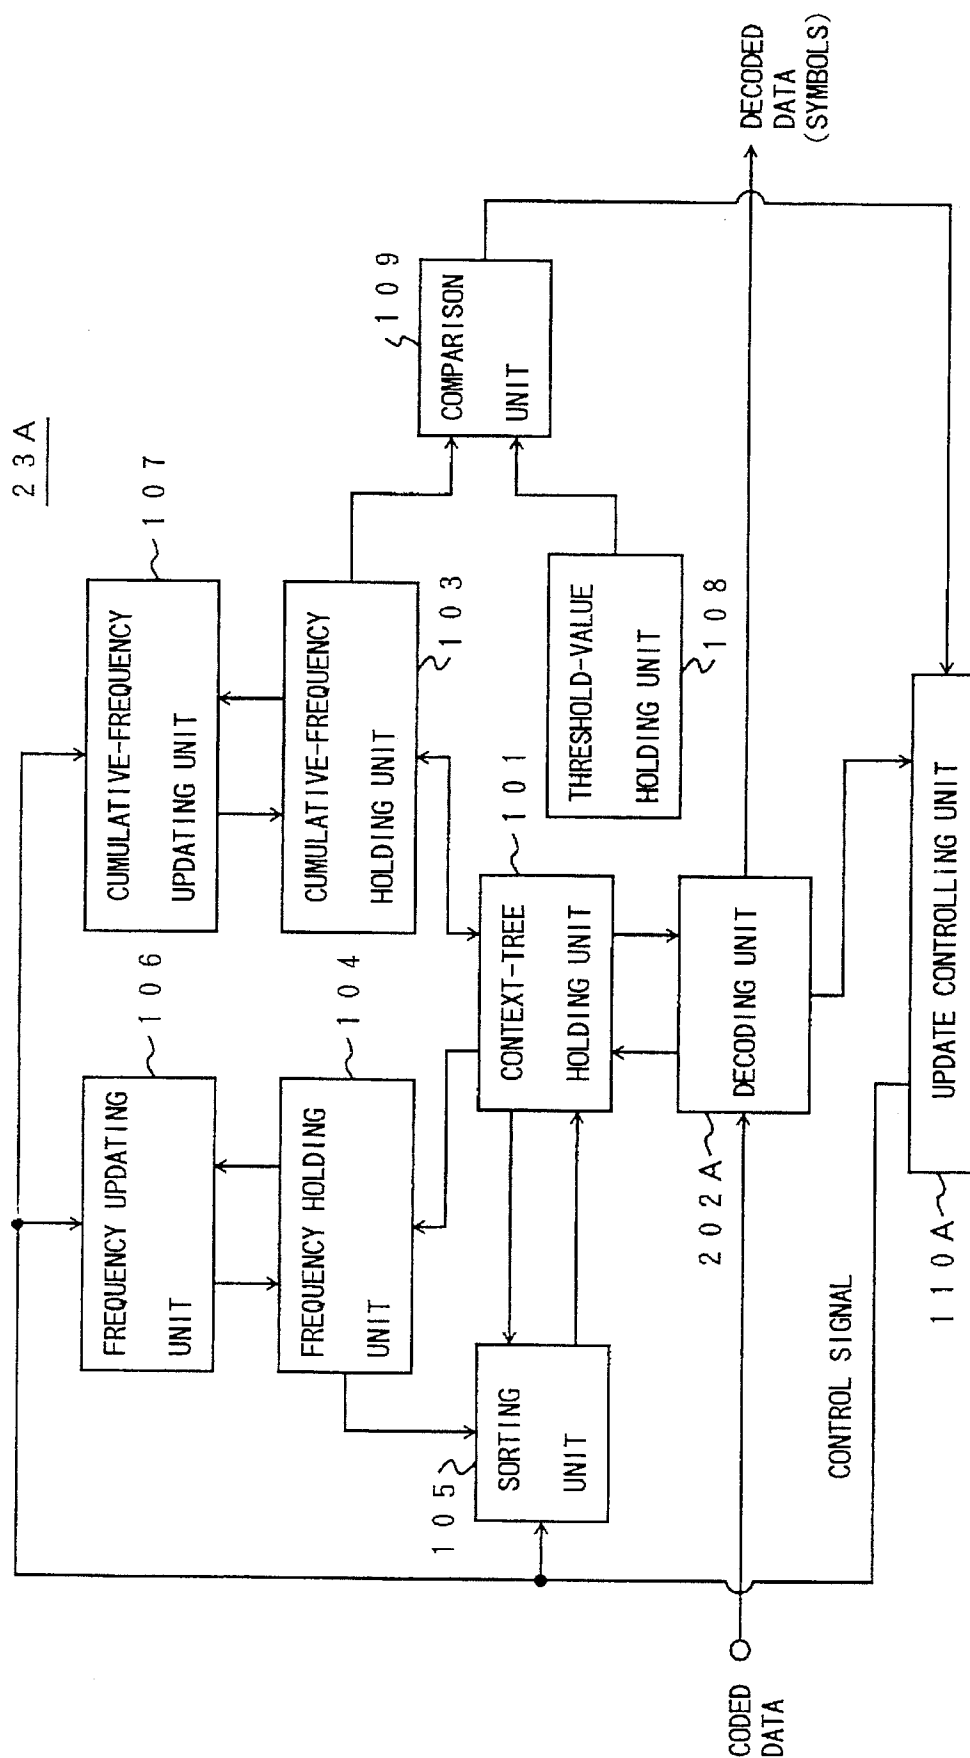 23A
106
FREQUENCY UPDATING
UNIT
107
CUMULATIVE-FREQUENCY
UPDATING UNIT
104
FREQUENCY HOLDING
UNIT
CUMULATIVE-FREQUENCY
HOLDING UNIT
103
109
COMPARISON
UNIT
105
SORTING
UNIT
101
CONTEXT-TREE
HOLDING UNIT
THRESHOLD-VALUE
HOLDING UNIT
108
202A
DECODING UNIT
CODED
DATA
DECODED
DATA
(SYMBOLS)
CONTROL SIGNAL
110A
UPDATE CONTROLLING UNIT